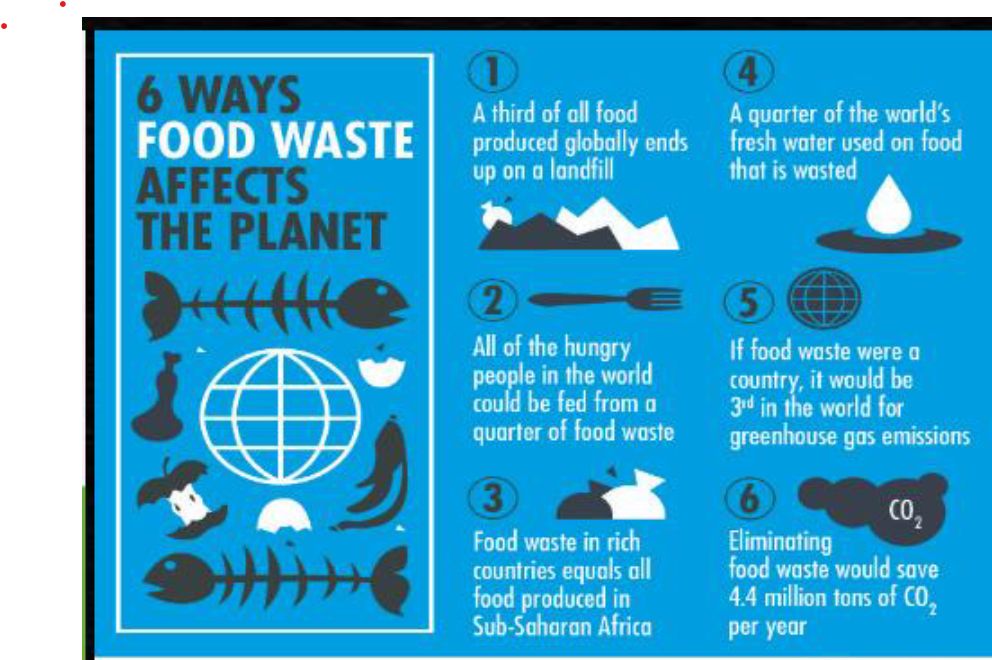 6 WAYS
FOOD WASTE
AFFECTS
THE PLANET
1
A third of all food
produced globally ends
up on a landfill
2
All of the hungry
people in the world
could be fed from a
quarter of food waste
3
Food waste in rich
countries equals all
food produced in
Sub-Saharan Africa
4
A quarter of the world's
fresh water used on food
that is wasted
5
If food waste were a
country, it would be
3rd in the world for
greenhouse gas emissions
6
CO₂
Eliminating
food waste would save
4.4 million tons of CO₂
per year